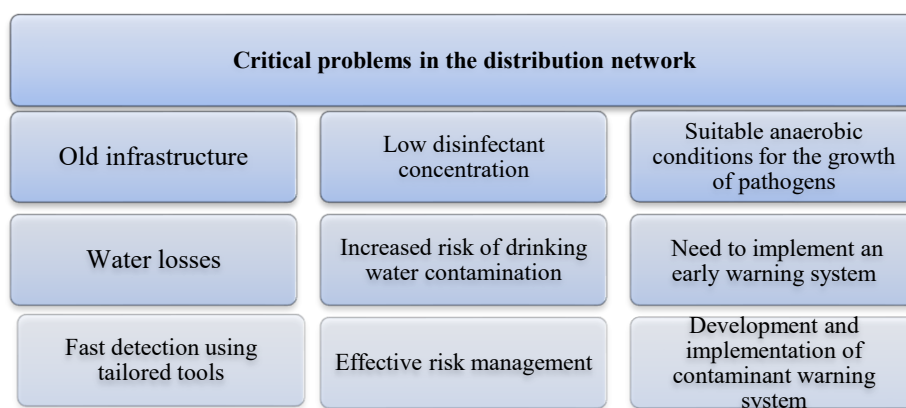 Critical problems in the distribution network
Old infrastructure
Low disinfectant
concentration
Suitable anaerobic
conditions for the growth
of pathogens
Water losses
Increased risk of drinking
water contamination
Need to implement an
early warning system
Fast detection using
tailored tools
Effective risk management
Development and
implementation of
contaminant warning
system